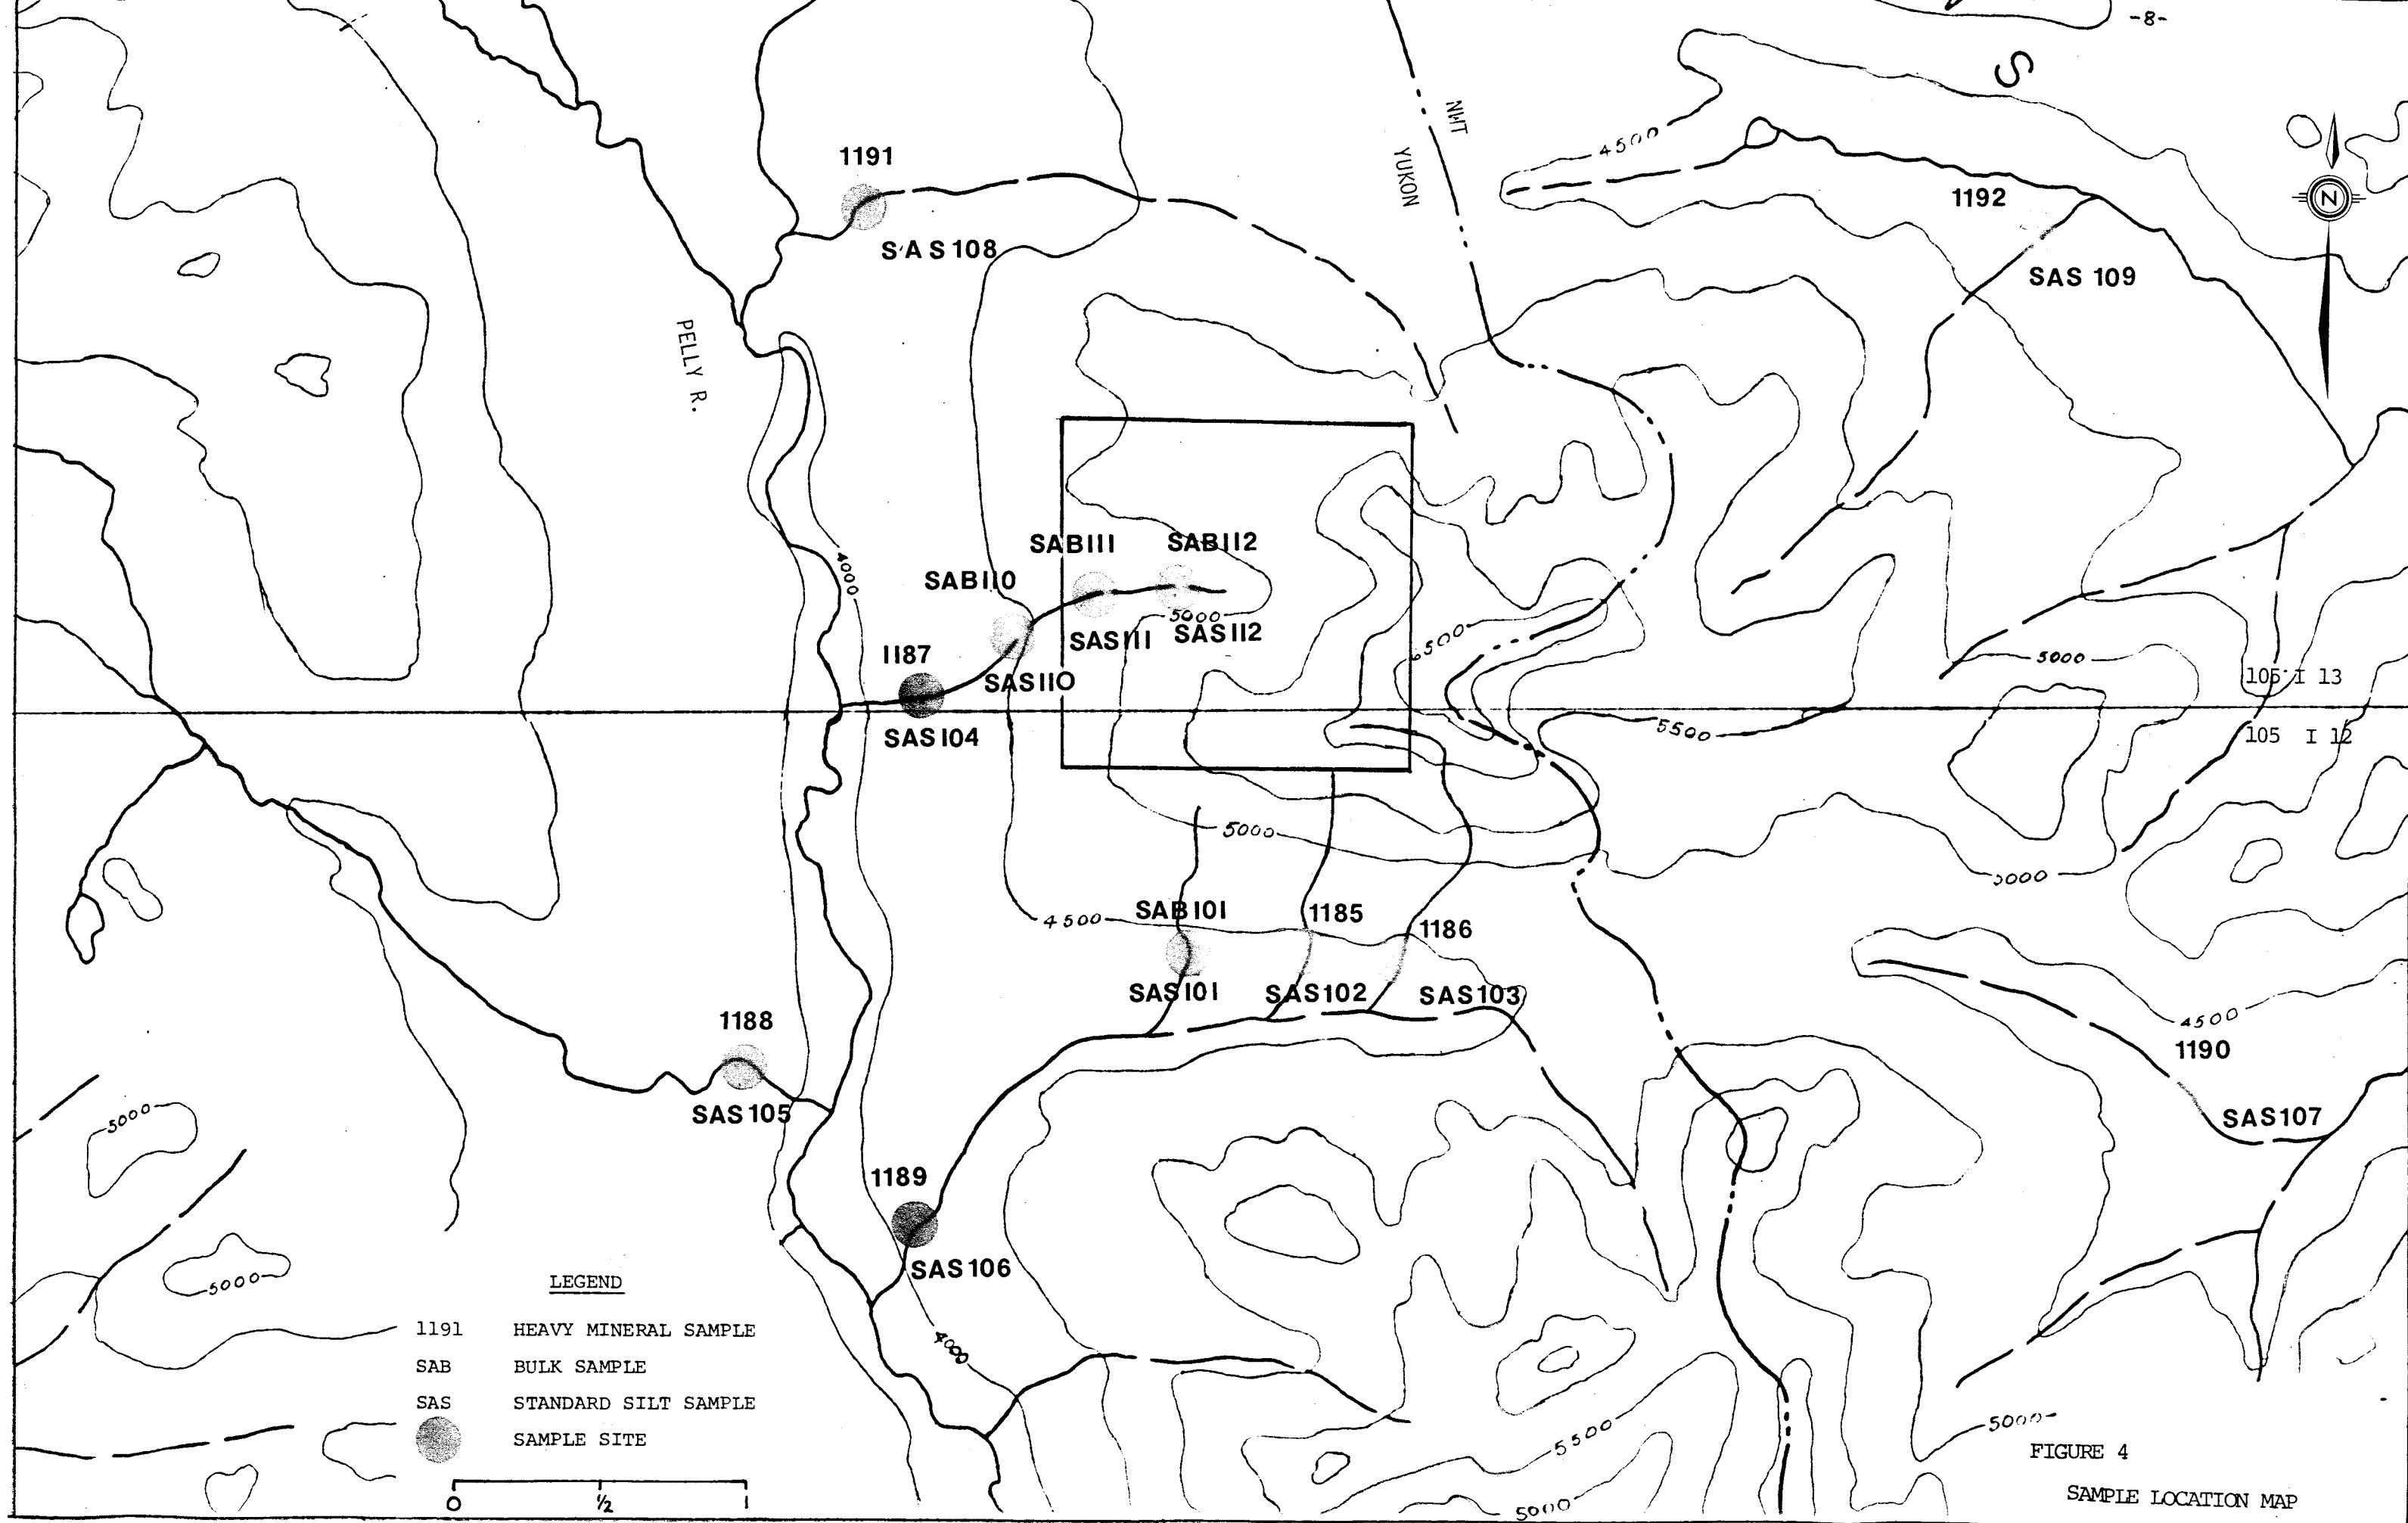 -8-
S
NWT
YUKON
4500
1191
SAS108
1192
SAS 109
N
PELLY R.
4000
SAB111
SAB112
SAB110
5000
SAS111
SAS112
1187
SAS110
SAS104
6500
5000
105 I 13
5500
105 I 12
5000
5000
4500
SAB101
1185
1186
SAS101
SAS102
SAS103
4500
1190
1188
SAS105
5000
SAS107
1189
SAS106
5000
4000
LEGEND
1191 HEAVY MINERAL SAMPLE
SAB BULK SAMPLE
SAS STANDARD SILT SAMPLE
SAMPLE SITE
0 1/2 1
5500
5000
5000
FIGURE 4
SAMPLE LOCATION MAP